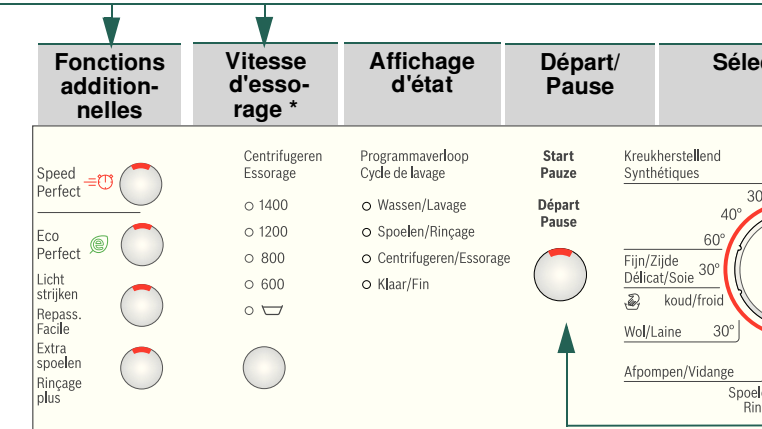 Fonctions
addition-
nelles
Vitesse
d'esso-
rage *
Affichage
d'état
Départ/
Pause
Speed
Perfect
Eco
Perfect
Licht
strijken
Repass.
Facile
Extra
spoelen
Rinçage
plus
Centrifugeren
Essorage
1400
1200
800
600
Programmaverloop
Cycle de lavage
Wassen/Lavage
Spoelen/Rinçage
Centrifugeren/Essorage
Klaar/Fin
Start
Pauze
Départ
Pause
Kreukherstellend
Synthétiques
30
40°
60°
Fijn/Zijde
Délicat/Soie 30°
koud/froid
Wol/Laine 30°
Afpompen/Vidange